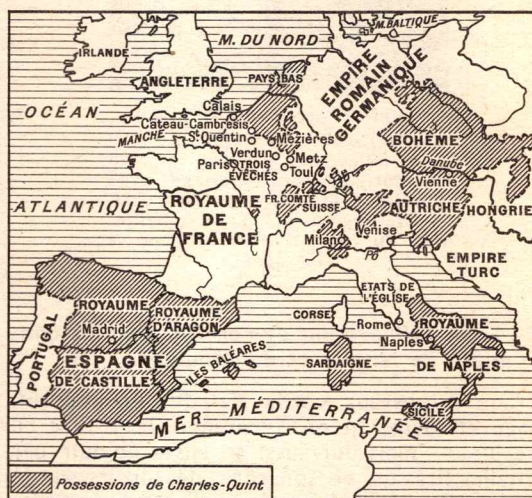 M. BALTIQUE
M. DU NORD
IRLANDE
ANGLETERRE
PAYS BAS
EMPIRE
ROMAIN
GERMANIQUE
OCÉAN
Calais
MANCHE
Cateau-Cambrésis
St Quentin
Mézières
Verdun
Metz
Paris
Toul
TROIS
ÉVÊCHÉS
BOHÊME
Danube
Vienne
ATLANTIQUE
ROYAUME
DE
FRANCE
FR. COMTÉ
SUISSE
AUTRICHE
HONGRIE
Milan
Venise
Pô
EMPIRE
TURC
ETATS DE
L'ÉGLISE
CORSE
Rome
ROYAUME
DE NAPLES
Naples
PORTUGAL
ROYAUME
Madrid
ESPAGNE
DE CASTILLE
ROYAUME
D'ARAGON
ILES BALÉARES
SARDAIGNE
SICILE
MER MÉDITERRANÉE
Possessions de Charles-Quint